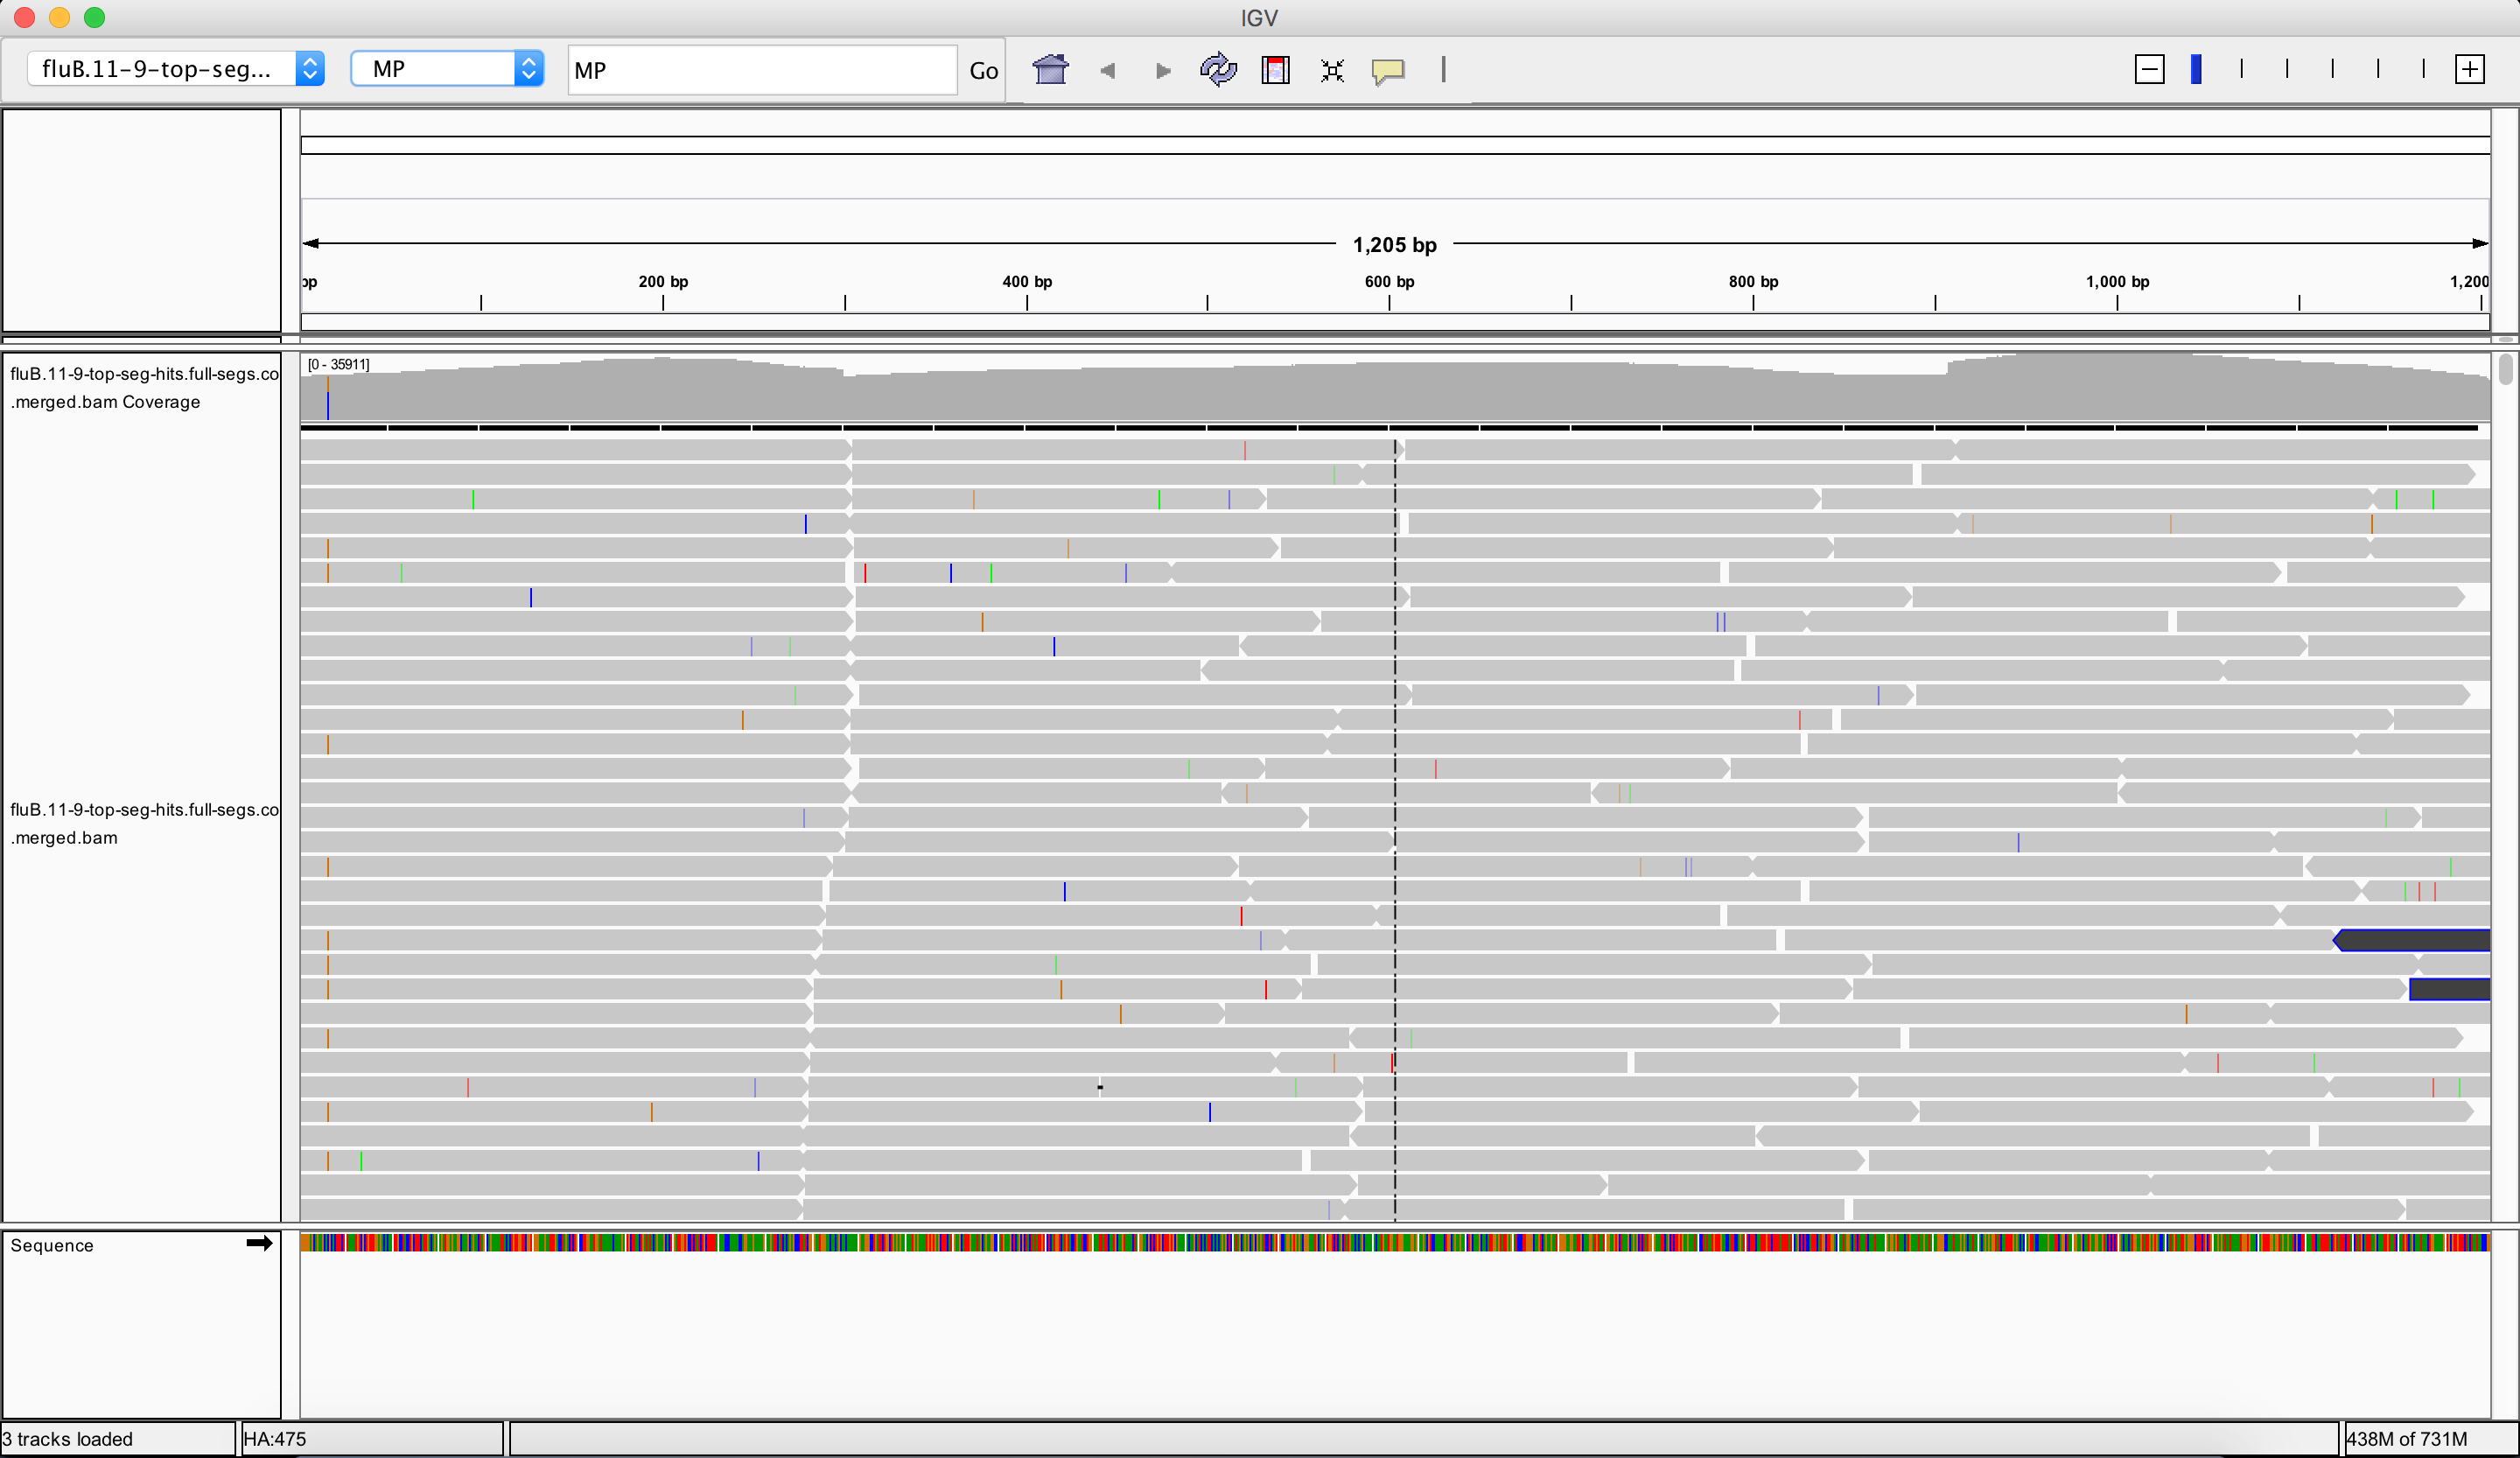 IGV
fluB.11-9-top-seg...
MP
MP
Go
1,205 bp
bp
200 bp
400 bp
600 bp
800 bp
1,000 bp
1,200
[0 - 35911]
fluB.11-9-top-seg-hits.full-segs.co
.merged.bam Coverage
fluB.11-9-top-seg-hits.full-segs.co
.merged.bam
Sequence
3 tracks loaded
HA:475
438M of 731M